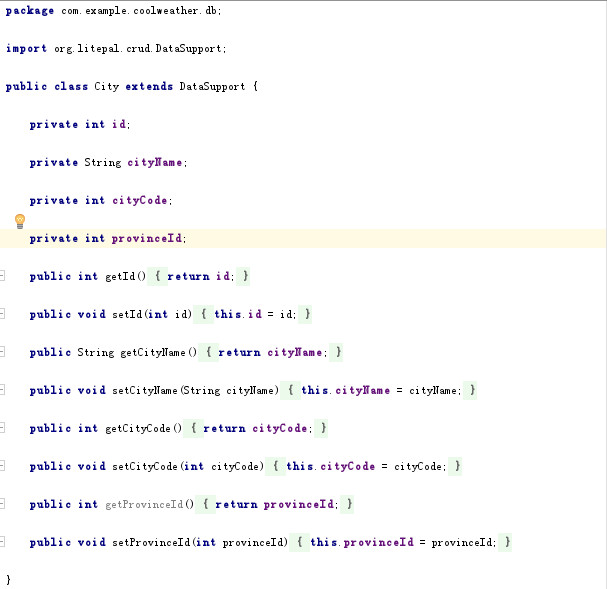 package com.example.coolweather.db;
import org.litepal.crud.DataSupport;
public class City extends DataSupport {
private int id;
private String cityName;
private int cityCode;
private int provinceId;
public int getId() { return id; }
public void setId(int id) { this.id = id; }
public String getCityName() { return cityName; }
public void setCityName(String cityName) { this.cityName = cityName; }
public int getCityCode() { return cityCode; }
public void setCityCode(int cityCode) { this.cityCode = cityCode; }
public int getProvinceId() { return provinceId; }
public void setProvinceId(int provinceId) { this.provinceId = provinceId; }
}